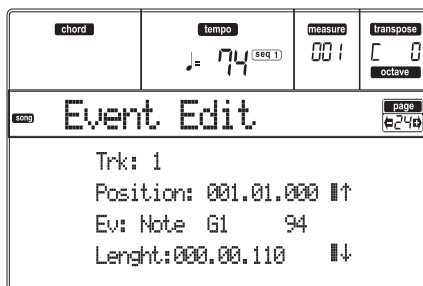 chord tempo measure transpose
♩= 74 seq 1 001 C 0
octave
song Event Edit page
24
Trk: 1
Position: 001.01.000 ↑
Ev: Note G1 94
Lenght:000.00.110 ↓